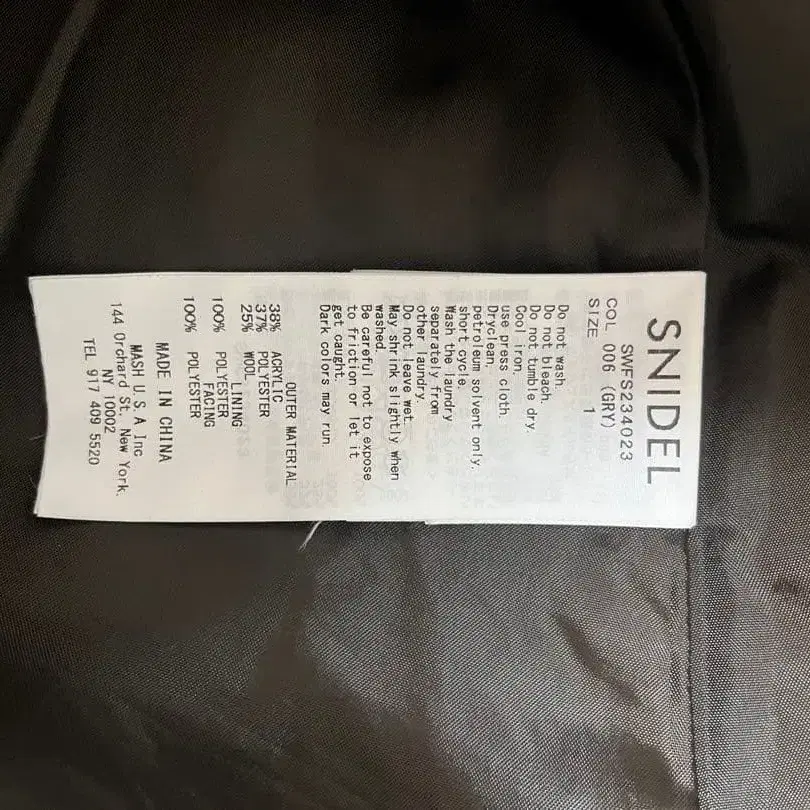 SNIDEL
SWFS234023
COL 006 (GRY)
SIZE 1
Do not wash.
Do not bleach.
Do not tumble dry.
Cool iron.
Use press cloth.
Dryclean,
petroleum solvent only.
short cycle.
Wash the laundry
separately from
other laundry.
Do not leave wet.
May shrink slightly when
washed.
Be careful not to expose
to friction or let it
get caught.
Dark colors may run.
OUTER MATERIAL
38% ACRYLIC
37% POLYESTER
25% WOOL
LINING
100% POLYESTER
FACING
100% POLYESTER
MADE IN CHINA
MASH U.S.A Inc
144 Orchard St, New York.
NY 10002
TEL 917 409 5520